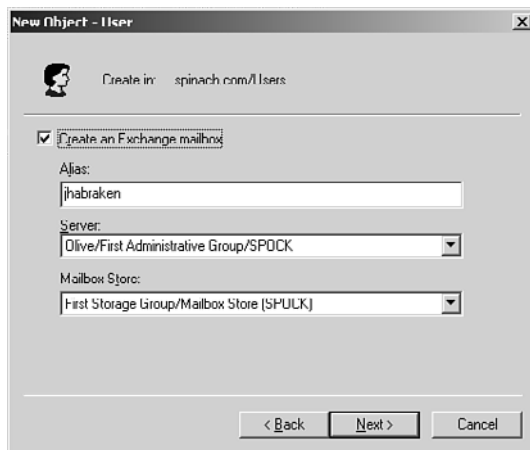 New Object - User
Create in: spinach.com/Users
Create an Exchange mailbox
Alias:
jhabraken
Server:
Olive/First Administrative Group/SPOCK
Mailbox Store:
First Storage Group/Mailbox Store (SPOCK)
< Back Next > Cancel